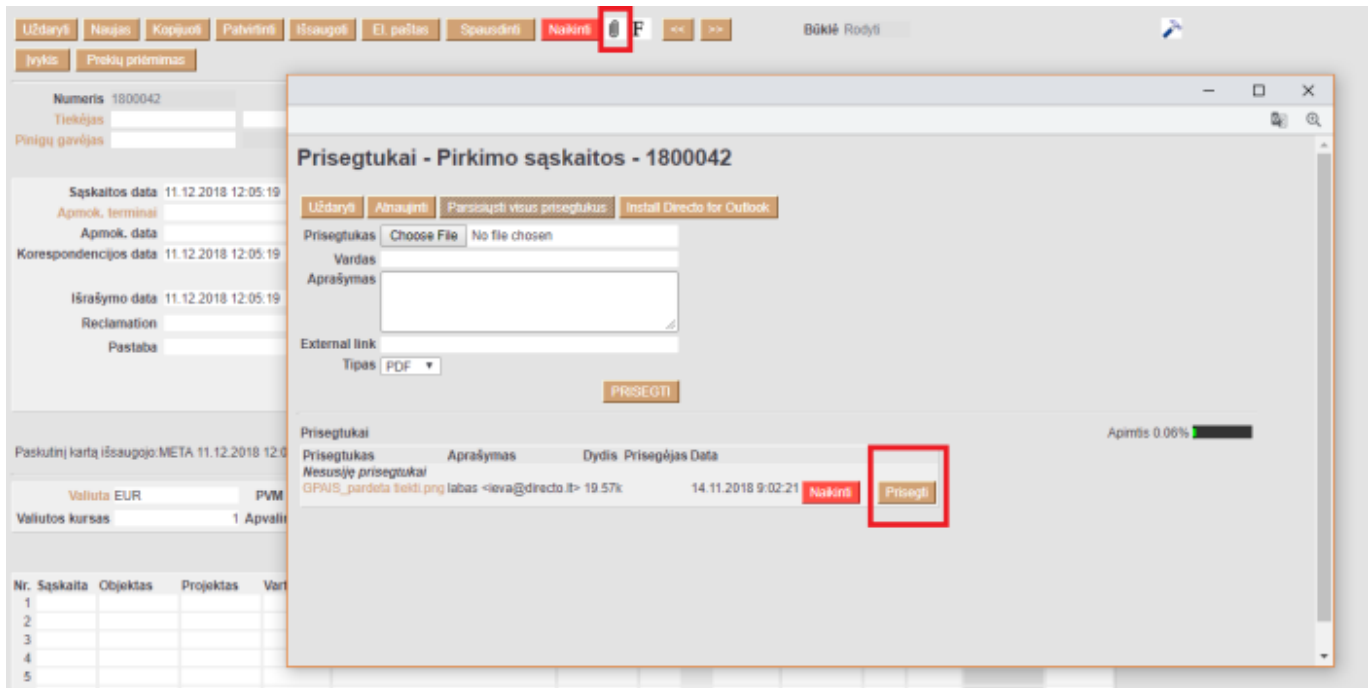 Uždaryti Naujas Kopijuoti Patvirtinti Išsaugoti El. paštas Spausdinti Naikinti F << >> Būklė Rodyti
Įvykis Prekių priėmimas
Numeris 1800042
Tiekėjas
Pinigų gavėjas
Sąskaitos data 11.12.2018 12:05:19
Apmok. terminai
Apmok. data
Korespondencijos data 11.12.2018 12:05:19
Išrašymo data 11.12.2018 12:05:19
Reclamation
Pastaba
Paskutinį kartą išsaugojo:META 11.12.2018 12:0
Valiuta EUR PVM
Valiutos kursas 1 Apvalin
Nr. Sąskaita Objektas Projektas Vart
1
2
3
4
5
Prisegtukai - Pirkimo sąskaitos - 1800042
Uždaryti Atnaujinti Parsisiųsti visus prisegtukus Install Directo for Outlook
Prisegtukas Choose File No file chosen
Vardas
Aprašymas
External link
Tipas PDF
PRISEGTI
Prisegtukai Apimtis 0.06%
Prisegtukas Aprašymas Dydis Prisegėjas Data
Nesusiję prisegtukai
GPAIS_pardeta tiekti.png labas <ieva@directo.lt> 19.57k 14.11.2018 9:02:21 Naikinti Prisegti